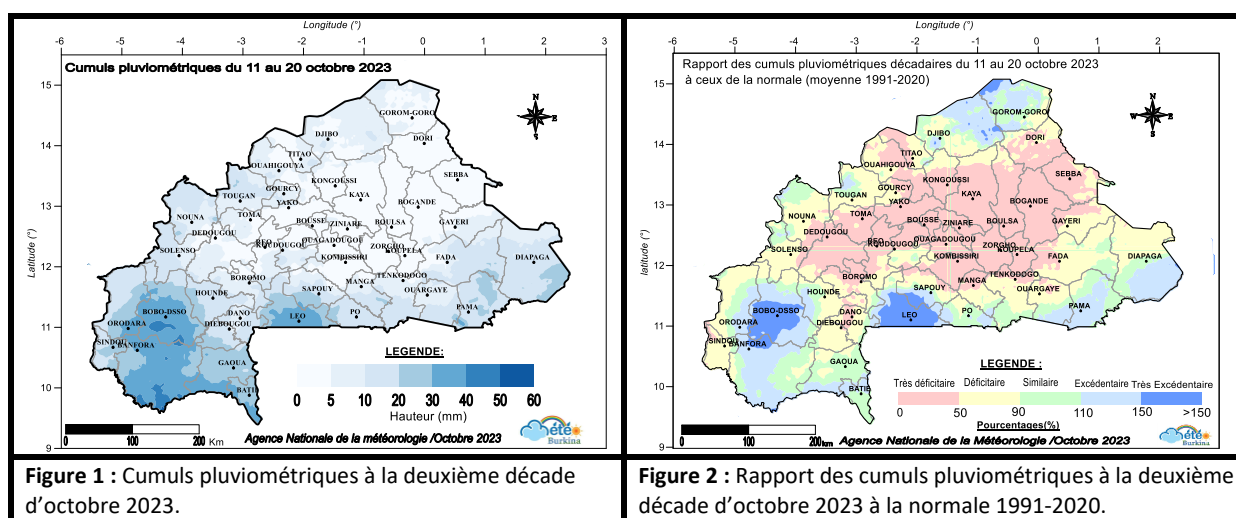 Longitude (°)
-6 -5 -4 -3 -2 -1 0 1 2 3
Cumuls pluviométriques du 11 au 20 octobre 2023
15
14
13
12
11
10
9
Latitude (°)
N
E
S
GOROM-GORO
DJIBO
DORI
TITAO
OUAHIGOUYA
SEBBA
KONGOUSSI
GOURCY
KAYA
TOUGAN
YAKO
BOGANDE
NOUNA
TOMA
BOUSSE
ZINIARE
BOULSA
GAYERI
DEDOUGOU
REO
KOUDOUGOU
OUAGADOUGOU
ZORGHO
KOUPELA
SOLENSO
KOMBISSIRI
FADA
DIAPAGA
BOROMO
TENKODOGO
MANGA
HOUNDE
SAPOUY
OUARGAYE
BOBO-DSSO
DANO
LEO
PO
PAMA
ORODARA
DIEBOUGOU
SINDOU
BANFORA
GAOUA
BATIE
LEGENDE:
0 5 10 20 30 40 50 60
Hauteur (mm)
0 100 200
Km
Agence Nationale de la météorologie /Octobre 2023
été
Burkina
Figure 1 : Cumuls pluviométriques à la deuxième décade
d'octobre 2023.
Longitude (°)
-6 -5 -4 -3 -2 -1 0 1 2
Rapport des cumuls pluviométriques décadaires du 11 au 20 octobre 2023
à ceux de la normale (moyenne 1991-2020)
15
14
13
12
11
10
9
Latitude (°)
N
W
E
S
GOROM-GORO
DJIBO
DORI
TITAO
OUAHIGOUYA
SEBBA
KONGOUSSI
GOURCY
KAYA
TOUGAN
YAKO
BOGANDE
NOUNA
TOMA
BOUSSE
ZINIARE
BOULSA
GAYERI
DEDOUGOU
REO
KOUDOUGOU
OUAGADOUGOU
ZORGHO
KOUPELA
SOLENSO
KOMBISSIRI
FADA
DIAPAGA
BOROMO
TENKODOGO
MANGA
HOUNDE
SAPOUY
OUARGAYE
BOBO-DSSO
DANO
LEO
PO
PAMA
ORODARA
DIEBOUGOU
SINDOU
BANFORA
GAOUA
BATIE
LEGENDE :
Très déficitaire Déficitaire Similaire Excédentaire Très Excédentaire
0 50 90 110 150 >150
Pourcentages(%)
0 100 200
km
Agence Nationale de la Météorologie /Octobre 2023
été
Burkina
Figure 2 : Rapport des cumuls pluviométriques à la deuxième
décade d'octobre 2023 à la normale 1991-2020.